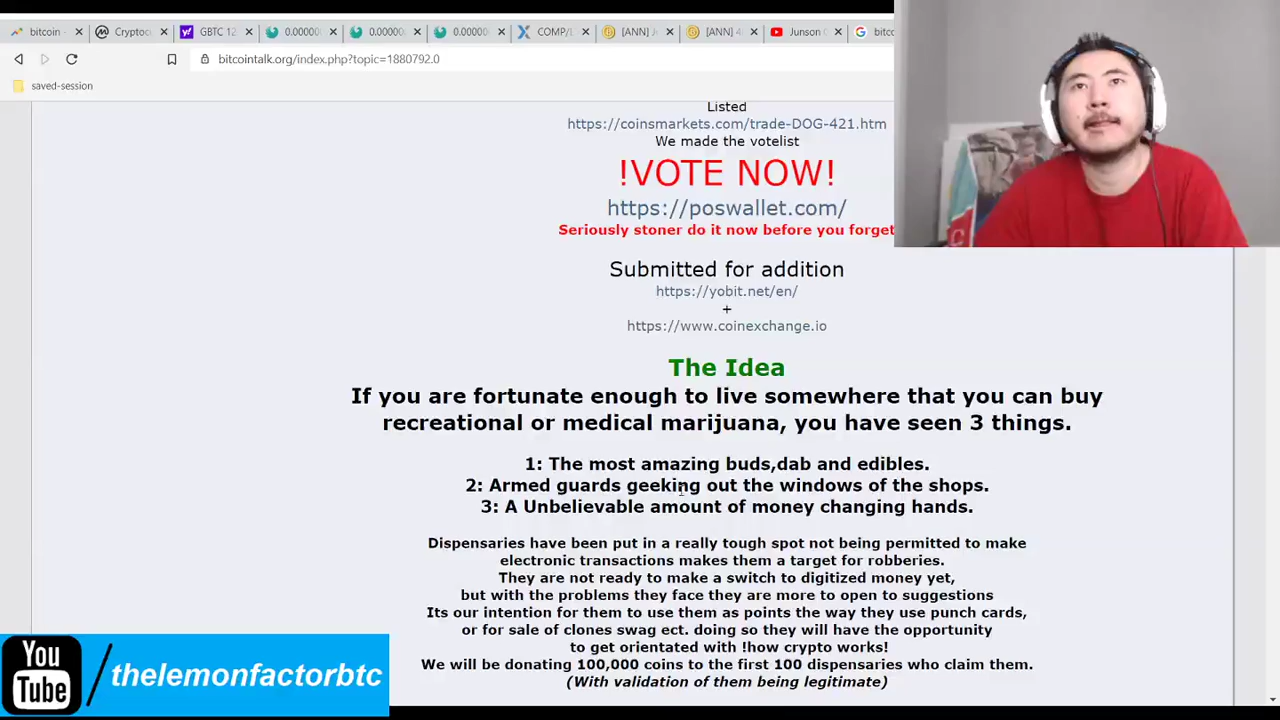 bitcoin
Cryptoc
GBTC 12
0.00000
0.00000
0.00000
COMP/
[ANN] J
[ANN] 4
Junson
bitc
bitcointalk.org/index.php?topic=1880792.0
saved-session
Listed
https://coinsmarkets.com/trade-DOG-421.htm
We made the votelist
!VOTE NOW!
https://poswallet.com/
Seriously stoner do it now before you forget
Submitted for addition
https://yobit.net/en/
+
https://www.coinexchange.io
The Idea
If you are fortunate enough to live somewhere that you can buy
recreational or medical marijuana, you have seen 3 things.
1: The most amazing buds,dab and edibles.
2: Armed guards geeking out the windows of the shops.
3: A Unbelievable amount of money changing hands.
Dispensaries have been put in a really tough spot not being permitted to make
electronic transactions makes them a target for robberies.
They are not ready to make a switch to digitized money yet,
but with the problems they face they are more to open to suggestions
Its our intention for them to use them as points the way they use punch cards,
or for sale of clones swag ect. doing so they will have the opportunity
to get orientated with !how crypto works!
We will be donating 100,000 coins to the first 100 dispensaries who claim them.
(With validation of them being legitimate)
You
Tube
/thelemonfactorbtc